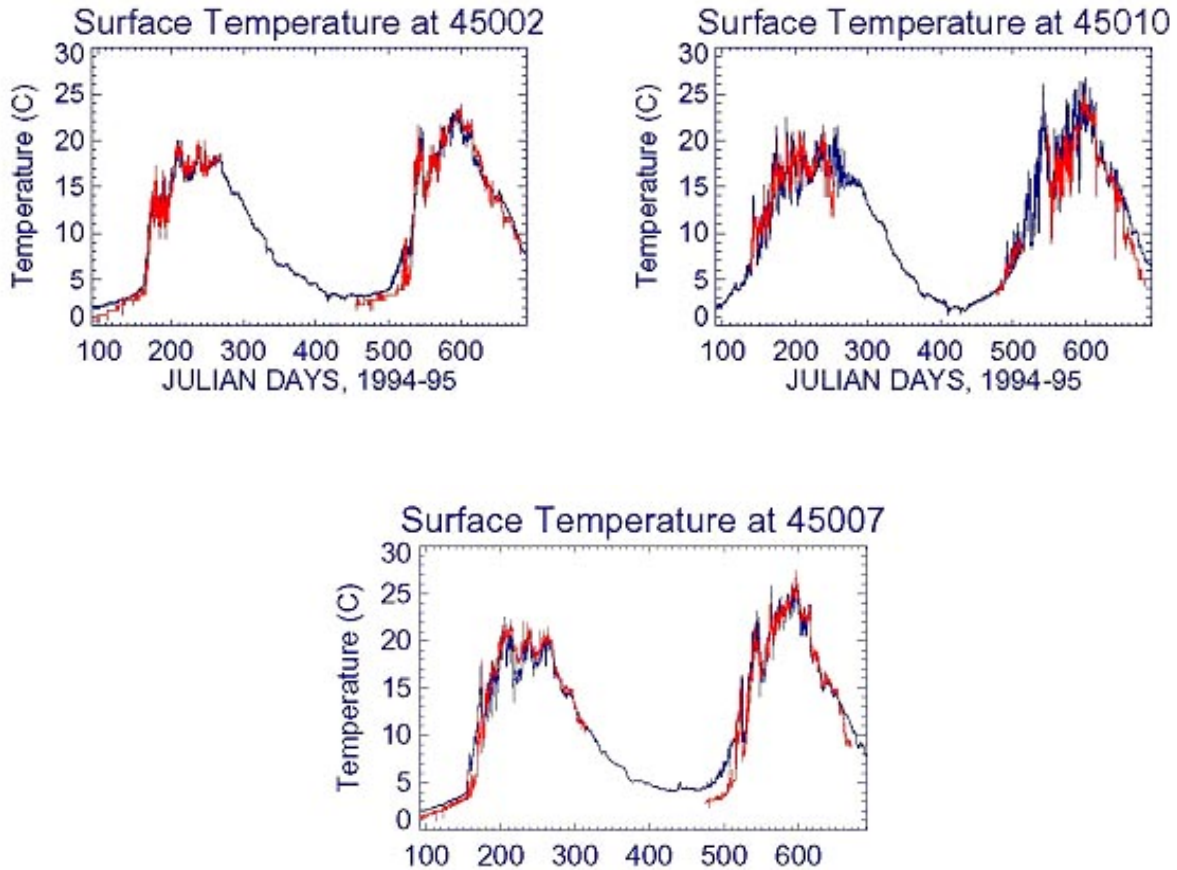 Surface Temperature at 45002
30
25
20
15
10
5
0
Temperature (C)
100 200 300 400 500 600
JULIAN DAYS, 1994-95
Surface Temperature at 45010
30
25
20
15
10
5
0
Temperature (C)
100 200 300 400 500 600
JULIAN DAYS, 1994-95
Surface Temperature at 45007
30
25
20
15
10
5
0
Temperature (C)
100 200 300 400 500 600